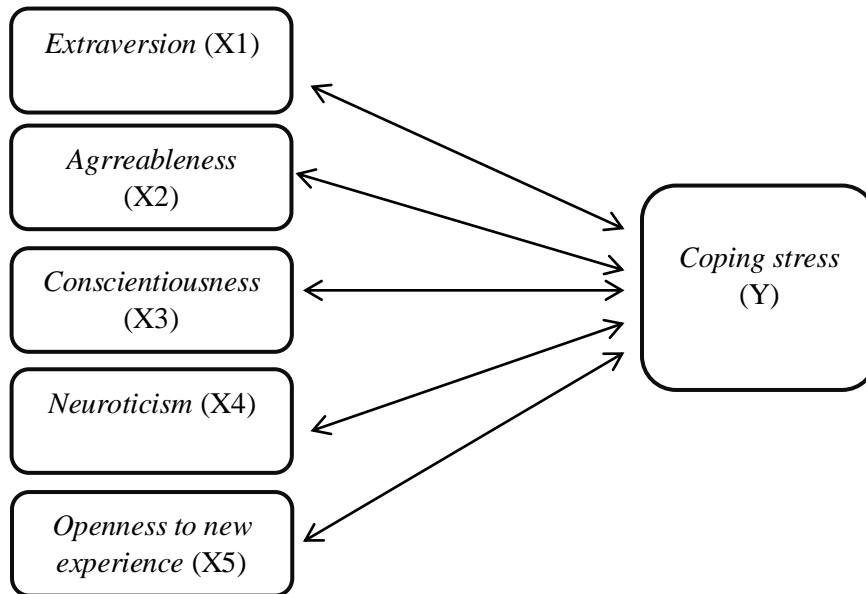 Extraversion (X1)
Agrreableness
(X2)
Conscientiousness
(X3)
Neuroticism (X4)
Openness to new
experience (X5)
Coping stress
(Y)